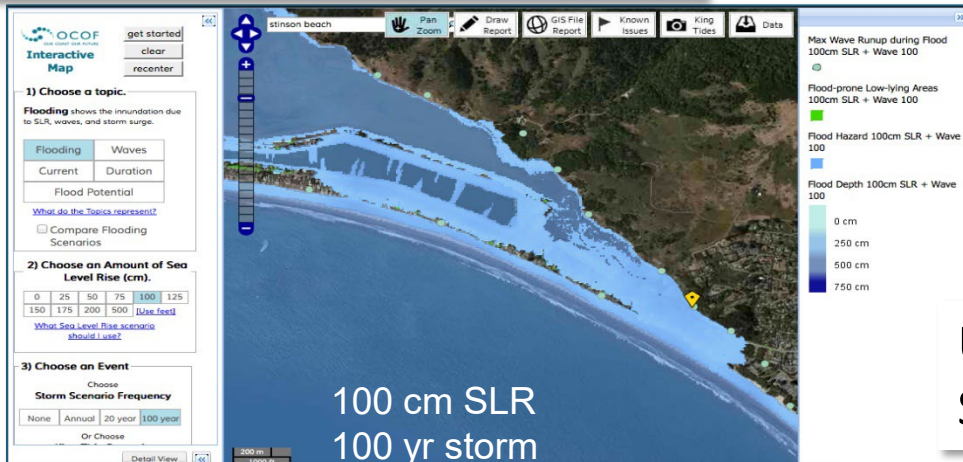 OCOF
OUR COAST OUR FUTURE
Interactive
Map
get started
clear
recenter
1) Choose a topic.
Flooding shows the innundation due
to SLR, waves, and storm surge.
Flooding
Waves
Current
Duration
Flood Potential
What do the Topics represent?
Compare Flooding
Scenarios
2) Choose an Amount of Sea
Level Rise (cm).
0 25 50 75 100 125
150 175 200 500 [Use feet]
What Sea Level Rise scenario
should I use?
3) Choose an Event
Choose
Storm Scenario Frequency
None Annual 20 year 100 year
Or Choose
Detail View
stinson beach
Pan
Zoom
Draw
Report
GIS File
Report
Known
Issues
King
Tides
Data
100 cm SLR
100 yr storm
200 m
1000 ft
Max Wave Runup during Flood
100cm SLR + Wave 100
Flood-prone Low-lying Areas
100cm SLR + Wave 100
Flood Hazard 100cm SLR + Wave
100
Flood Depth 100cm SLR + Wave
100
0 cm
250 cm
500 cm
750 cm